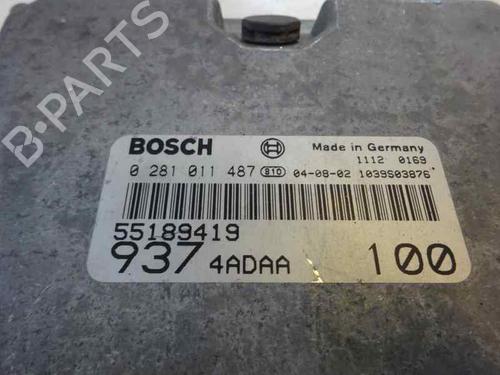 B-PARTS
BOSCH Made in Germany
1112 0169
0 281 011 487 810 04-08-02 1039S03876
55189419
937 4ADAA 100